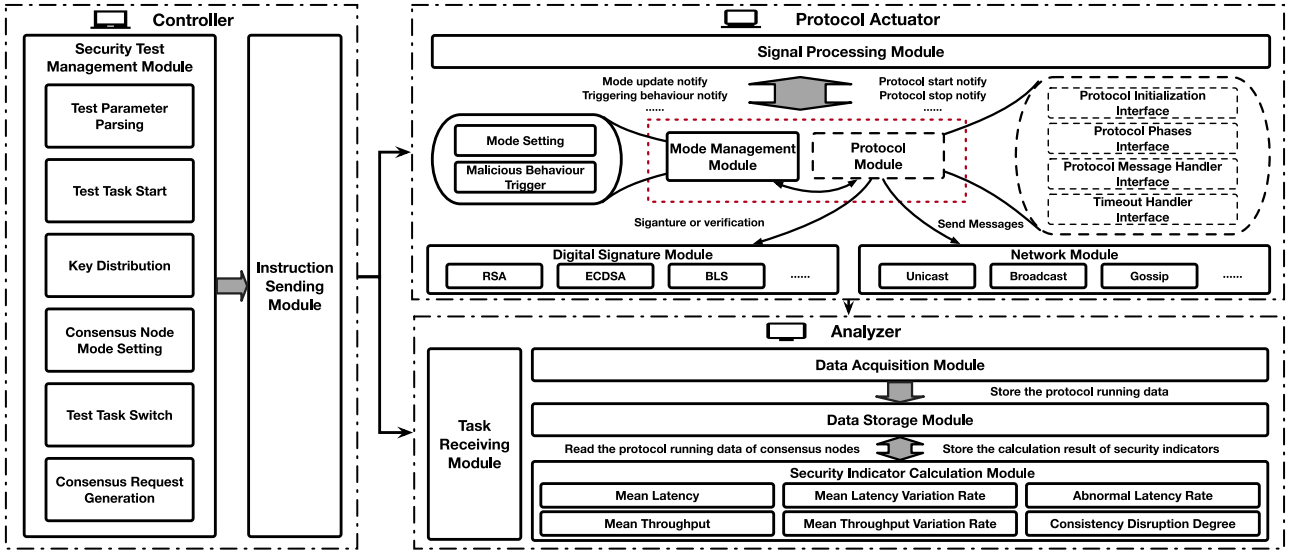 Controller
Security Test
Management Module
Test Parameter
Parsing
Test Task Start
Key Distribution
Consensus Node
Mode Setting
Test Task Switch
Consensus Request
Generation
Instruction
Sending
Module
Protocol Actuator
Signal Processing Module
Mode update notify
Triggering behaviour notify
......
Protocol start notify
Protocol stop notify
......
Mode Setting
Malicious Behaviour
Trigger
Mode Management
Module
Protocol
Module
Protocol Initialization
Interface
Protocol Phases
Interface
Protocol Message Handler
Interface
Timeout Handler
Interface
Siganture or verification
Send Messages
Digital Signature Module
RSA
ECDSA
BLS
......
Network Module
Unicast
Broadcast
Gossip
......
Analyzer
Task
Receiving
Module
Data Acquisition Module
Store the protocol running data
Data Storage Module
Read the protocol running data of consensus nodes
Store the calculation result of security indicators
Security Indicator Calculation Module
Mean Latency
Mean Latency Variation Rate
Abnormal Latency Rate
Mean Throughput
Mean Throughput Variation Rate
Consistency Disruption Degree